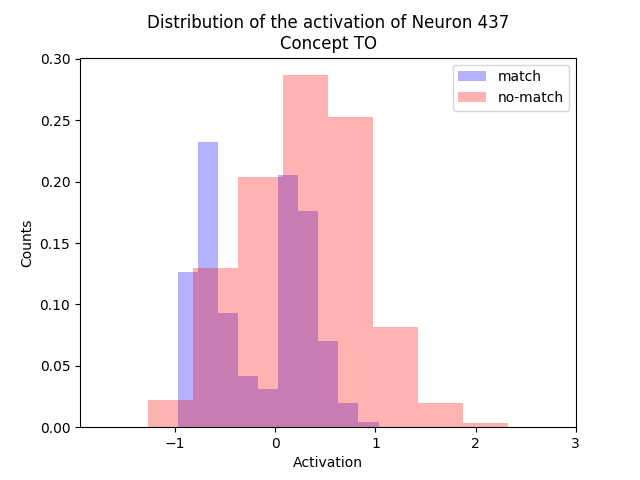 Distribution of the activation of Neuron 437
Concept TO
match
no-match
0.30
0.25
0.20
0.15
0.10
0.05
0.00
Counts
−1
0
1
2
3
Activation